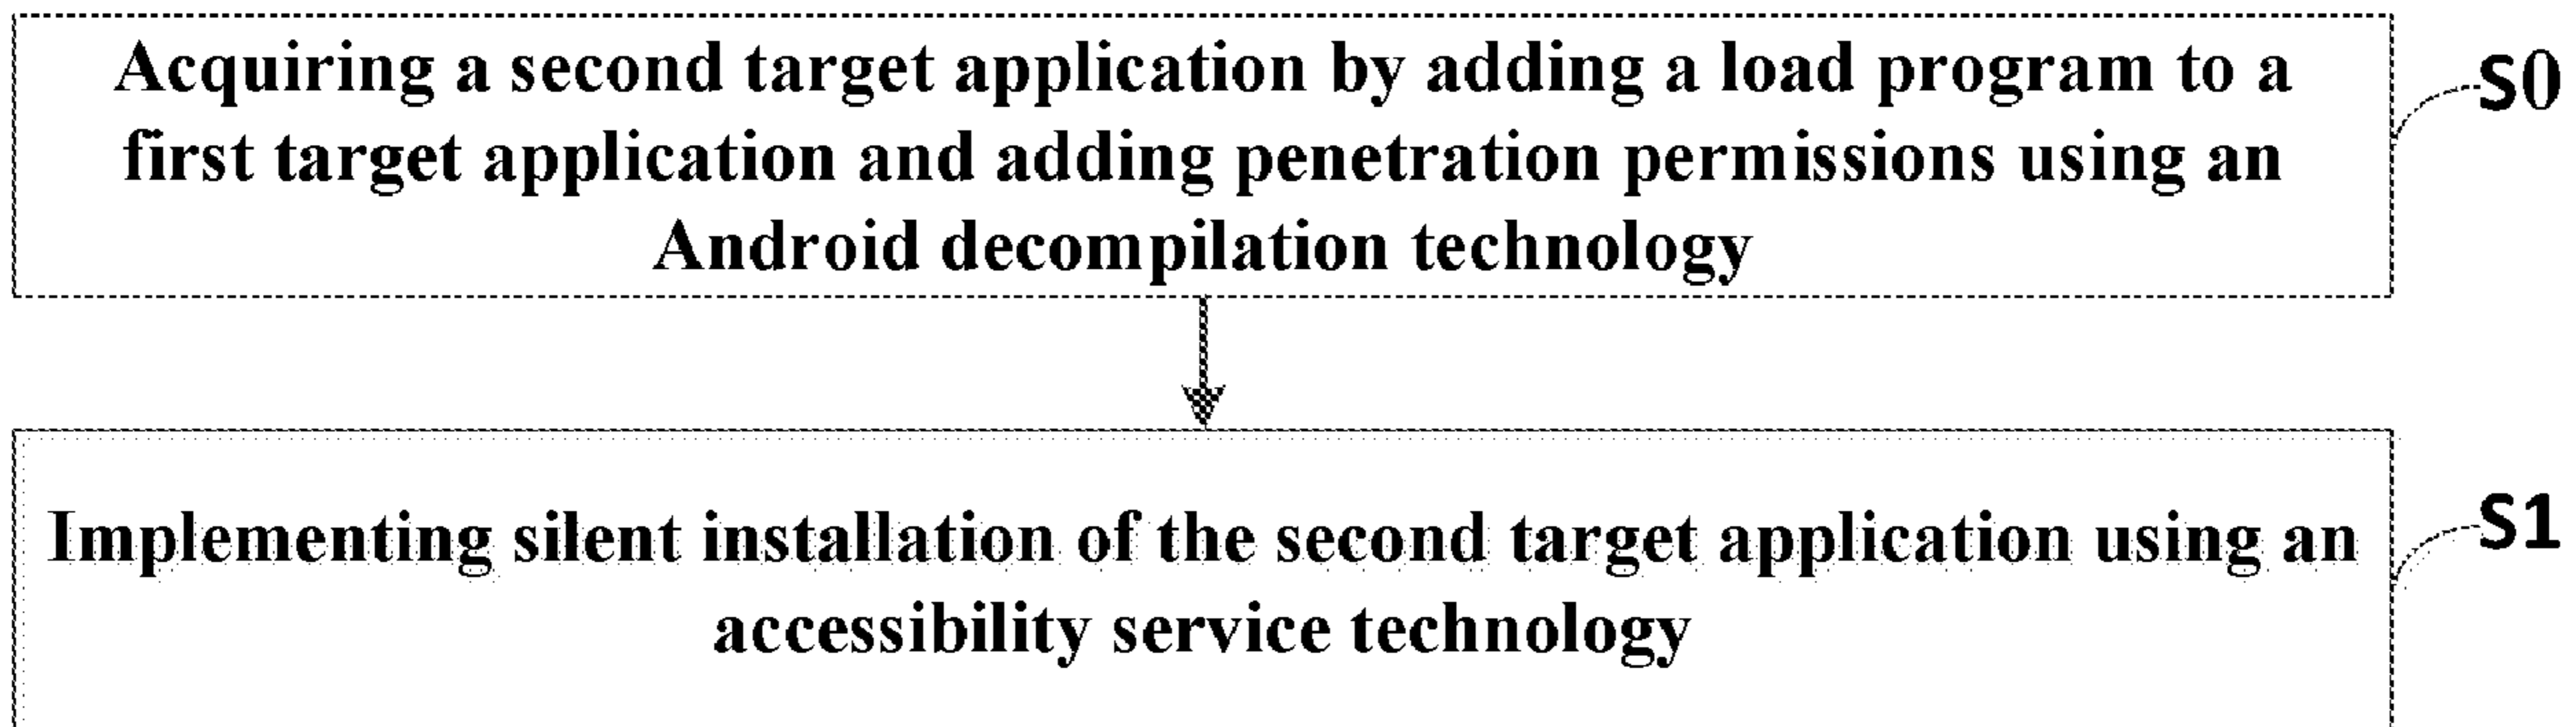 Acquiring a second target application by adding a load program to a
first target application and adding penetration permissions using an
Android decompilation technology
S0
Implementing silent installation of the second target application using an
accessibility service technology
S1